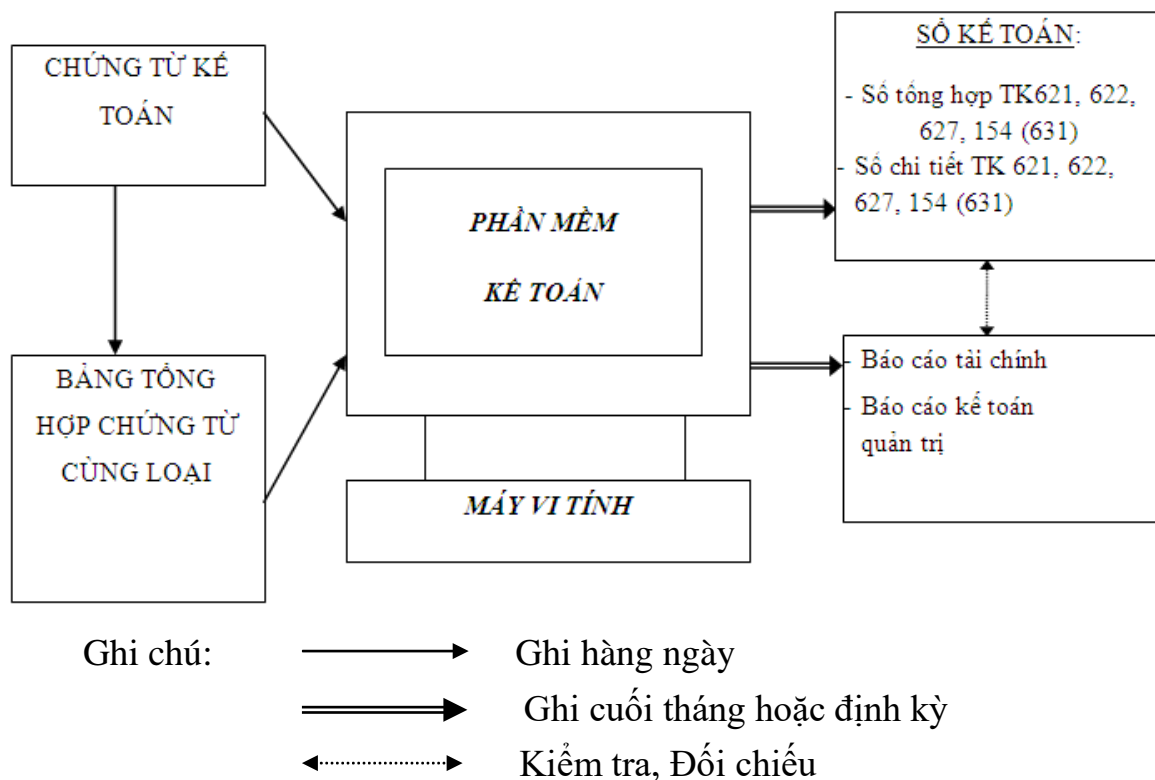 CHỨNG TỪ KẾ
TOÁN
BẢNG TỔNG
HỢP CHỨNG TỪ
CÙNG LOẠI
PHẦN MỀM
KẾ TOÁN
MÁY VI TÍNH
SỔ KẾ TOÁN:
- Sổ tổng hợp TK621, 622,
627, 154 (631)
- Sổ chi tiết TK 621, 622,
627, 154 (631)
- Báo cáo tài chính
- Báo cáo kế toán
quản trị
Ghi chú:
Ghi hàng ngày
Ghi cuối tháng hoặc định kỳ
Kiểm tra, Đối chiếu